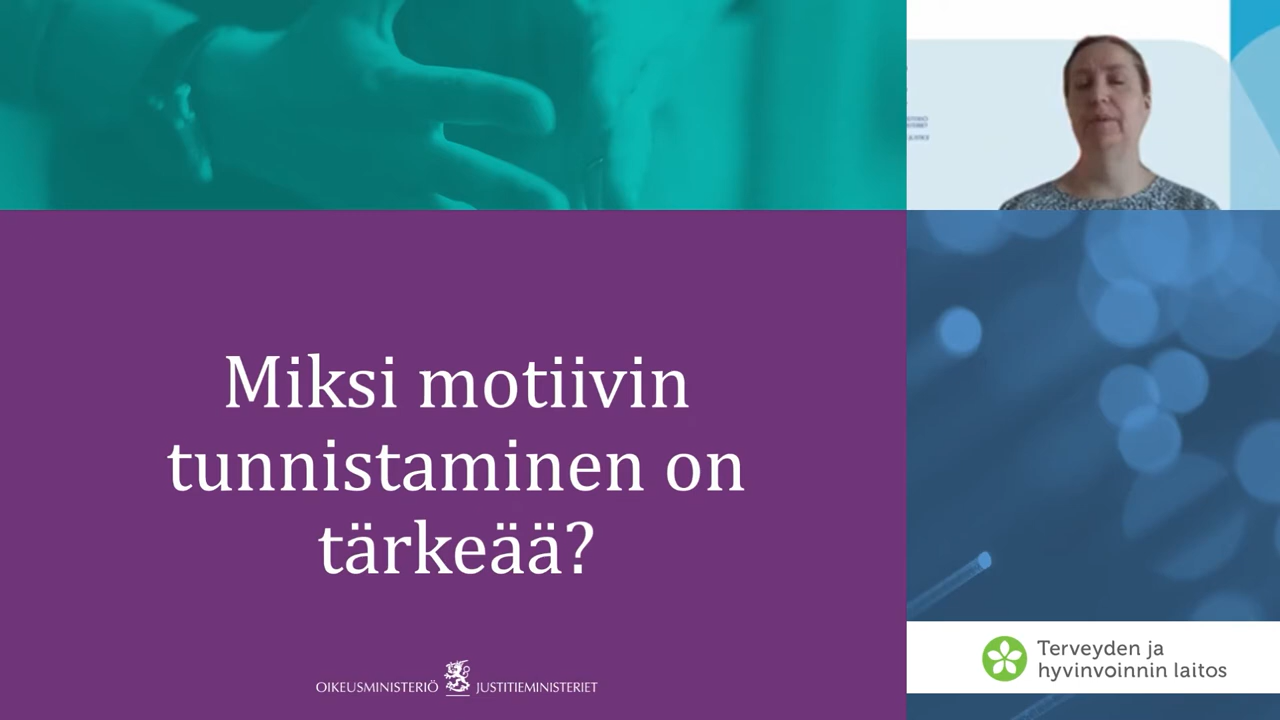 Miksi motiivin
tunnistaminen on
tärkeää?
OIKEUSMINISTERIÖ JUSTITIEMINISTERIET
Terveyden ja
hyvinvoinnin laitos